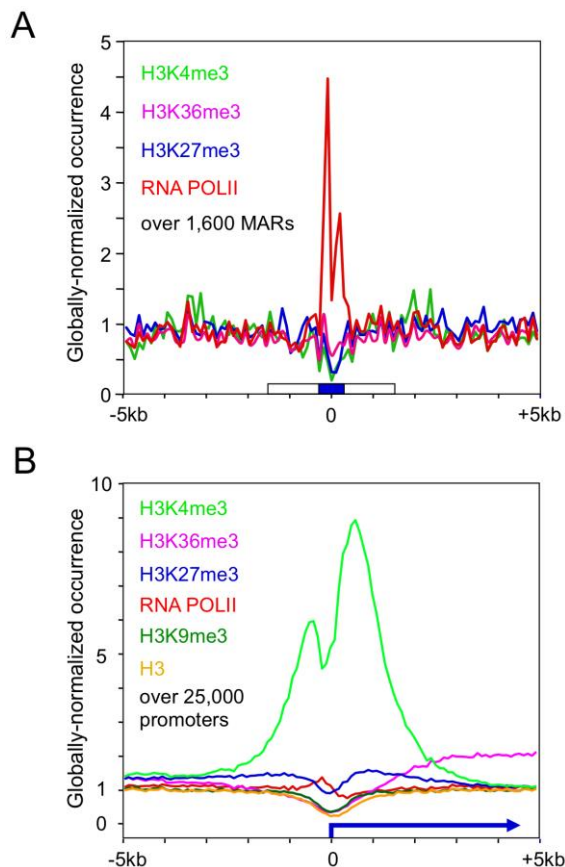 A
Globally-normalized occurrence
5
4
3
2
1
0
H3K4me3
H3K36me3
H3K27me3
RNA POLII
over 1,600 MARs
-5kb
0
+5kb
B
Globally-normalized occurrence
10
5
1
0
H3K4me3
H3K36me3
H3K27me3
RNA POLII
H3K9me3
H3
over 25,000
promoters
-5kb
0
+5kb